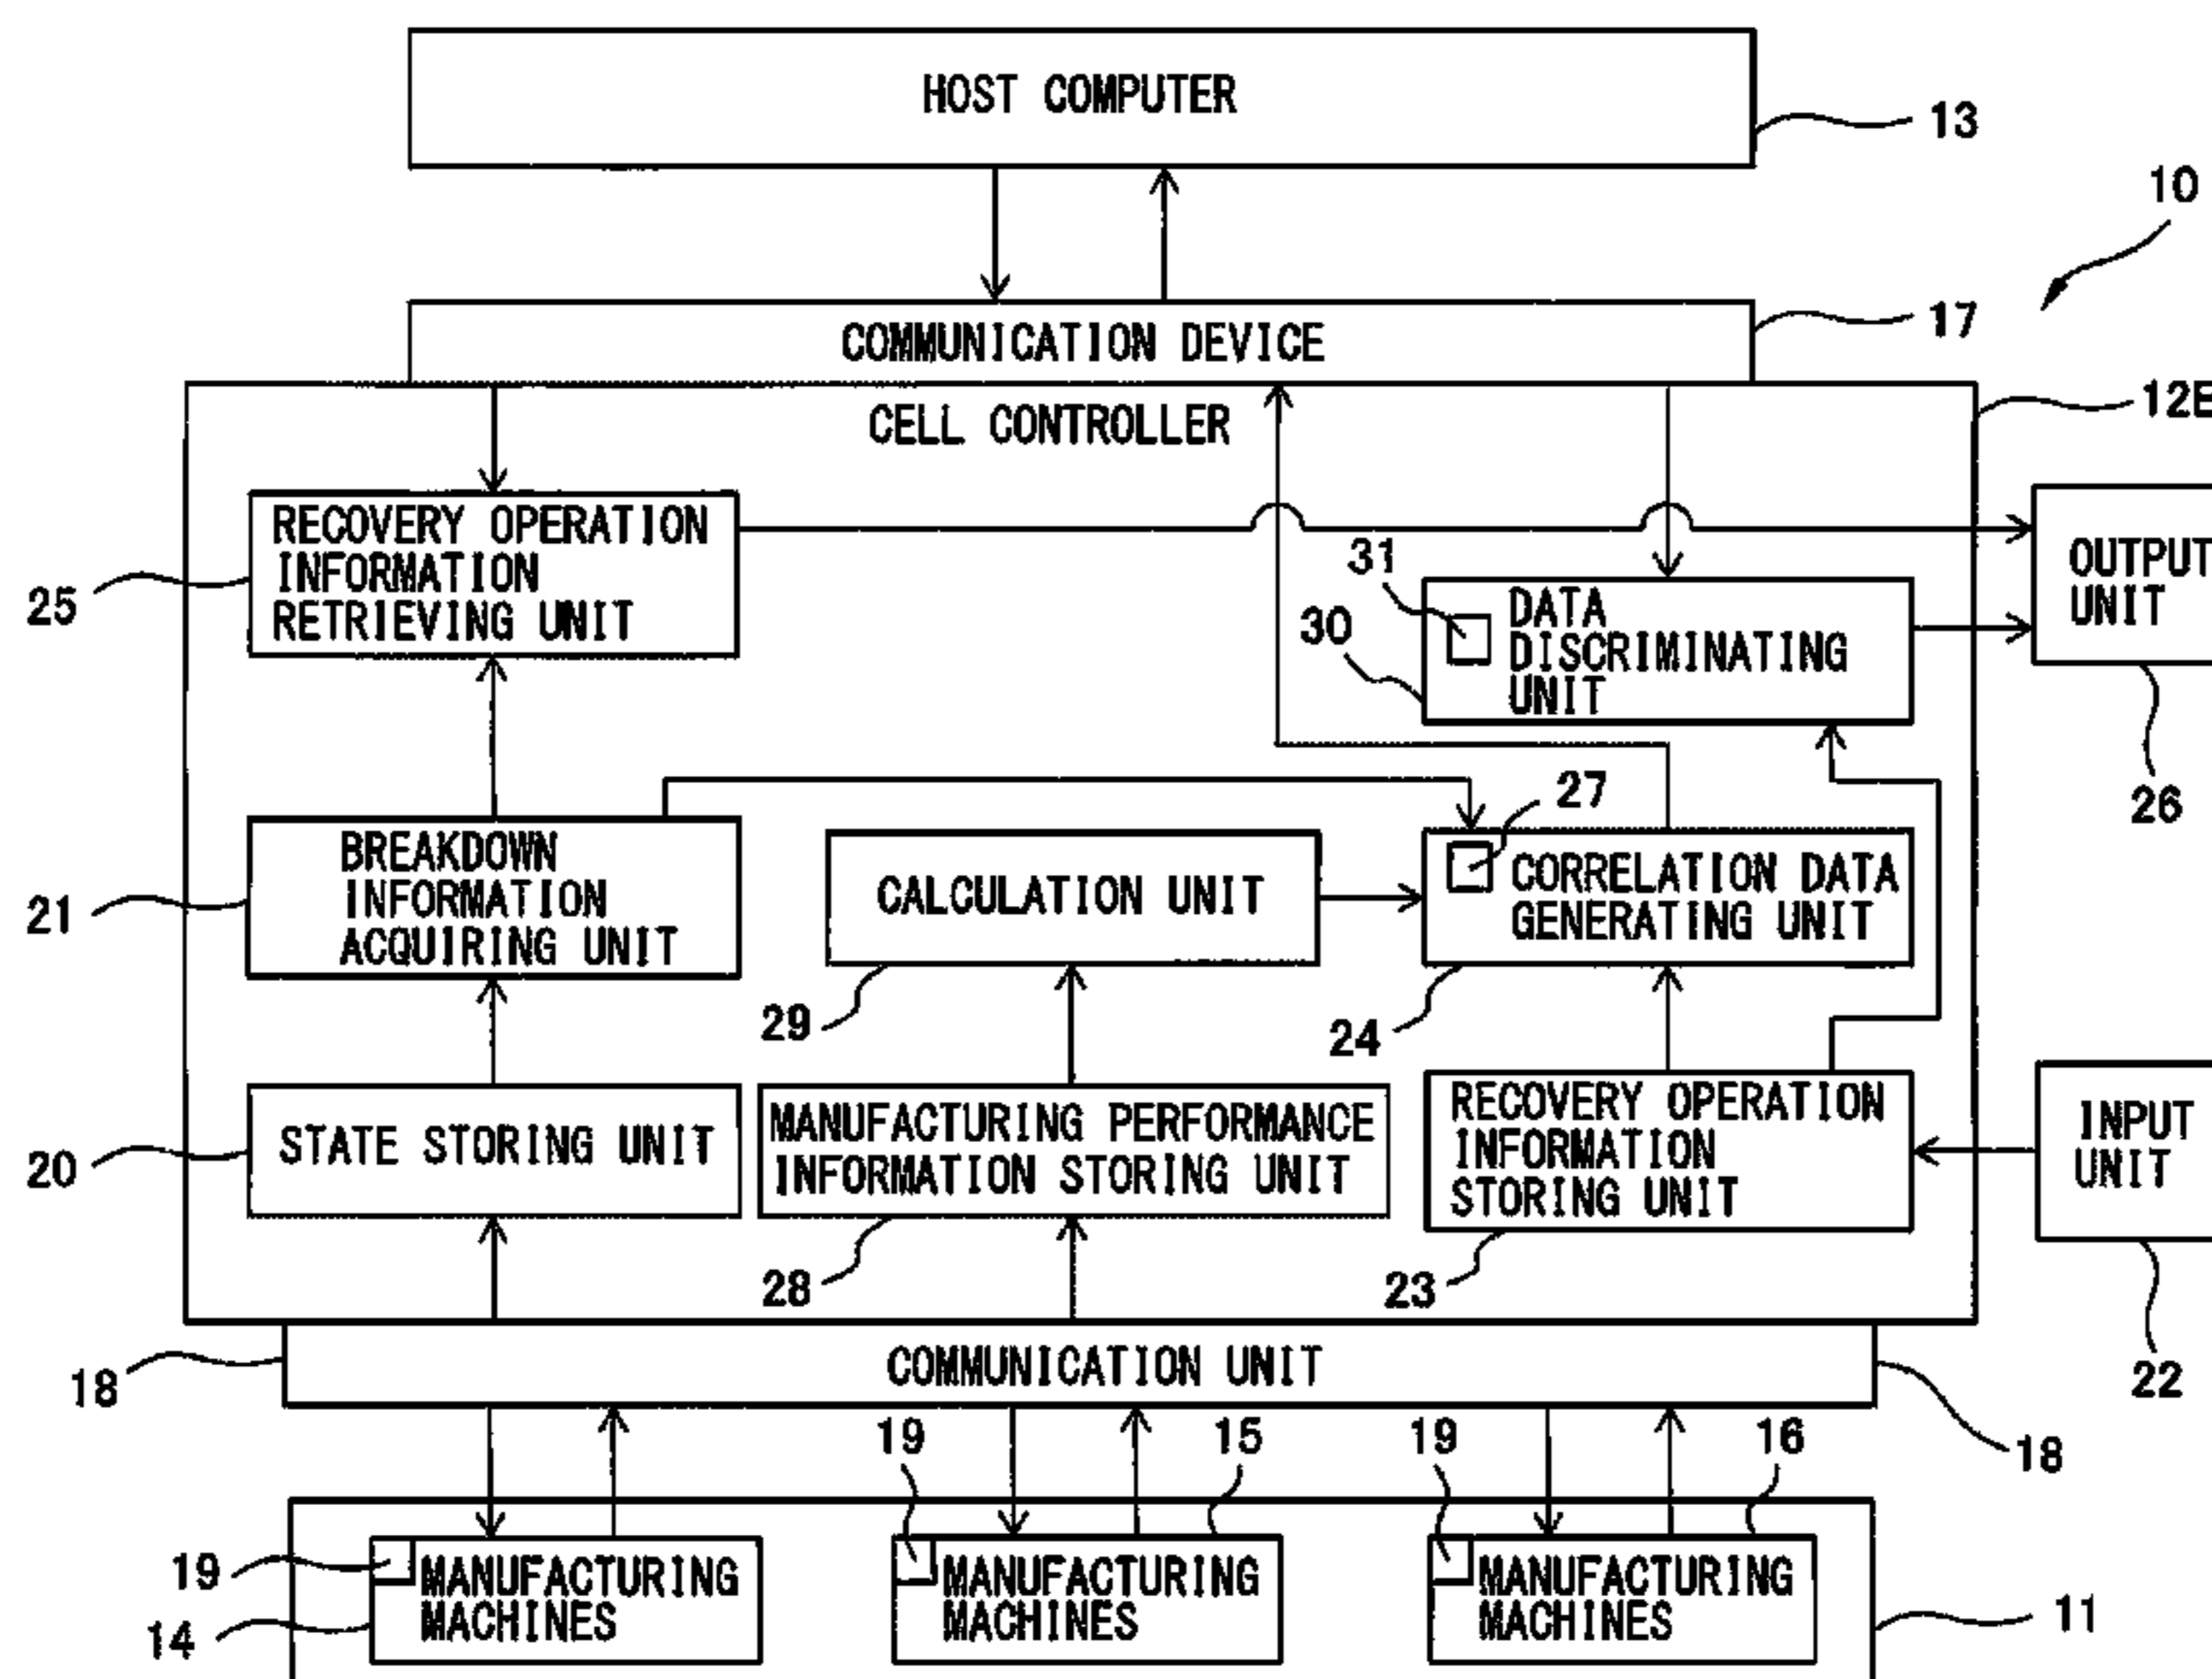 HOST COMPUTER
13
10
COMMUNICATION DEVICE
17
CELL CONTROLLER
12B
RECOVERY OPERATION
INFORMATION
RETRIEVING UNIT
25
31
30
DATA
DISCRIMINATING
UNIT
OUTPUT
UNIT
26
27
BREAKDOWN
INFORMATION
ACQUIRING UNIT
21
CALCULATION UNIT
29
CORRELATION DATA
GENERATING UNIT
24
STATE STORING UNIT
20
MANUFACTURING PERFORMANCE
INFORMATION STORING UNIT
28
RECOVERY OPERATION
INFORMATION
STORING UNIT
23
INPUT
UNIT
22
18
COMMUNICATION UNIT
18
19
15
19
16
19
14
MANUFACTURING
MACHINES
MANUFACTURING
MACHINES
MANUFACTURING
MACHINES
11